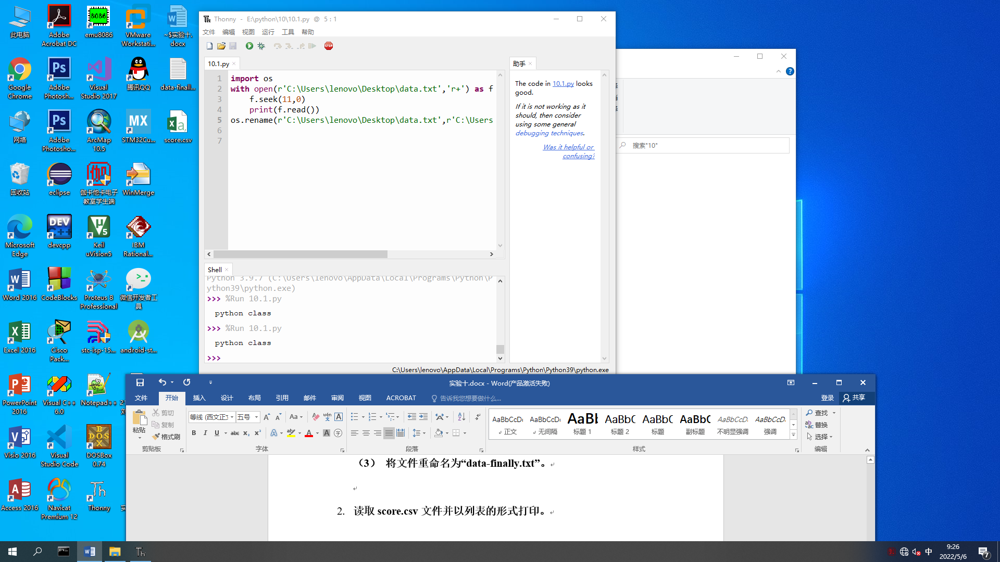 此电脑
Adobe
Acrobat DC
emu8086
VMware
Workstati...
~$实验十.
docx
Google
Chrome
Adobe
Photosh...
Visual
Studio 2017
腾讯QQ
data-finall...
网络
Adobe
Photosho...
ArcMap
10.5
STM32Cu...
score.csv
回收站
eclipse
伽卡他卡电子
教室学生端
WinMerge
Microsoft
Edge
devcpp
Keil
uVision5
IBM
Rational...
Word 2016
CodeBlocks
Proteus 8
Professional
微信开发者工
具
Excel 2016
Cisco
Pack...
stc-isp-15...
android-st...
PowerPoint
2016
Visual C++
6.0
Notepad++
Visio 2016
Visual
Studio Code
DOSBox
0.74
Access 2016
Navicat
Premium 12
Thonny
Thonny - E:\python\10\10.1.py @ 5 : 1
文件 编辑 视图 运行 工具 帮助
STOP
10.1.py
1 import os
2 with open(r'C:\Users\lenovo\Desktop\data.txt','r+') as f
3 f.seek(11,0)
4 print(f.read())
5 os.rename(r'C:\Users\lenovo\Desktop\data.txt',r'C:\Users
6
7
助手
The code in 10.1.py looks
good.
If it is not working as it
should, then consider
using some general
debugging techniques.
Was it helpful or
confusing?
搜索"10"
Shell
Python 3.9.7 (C:\Users\lenovo\AppData\Local\Programs\Python\P
ython39\python.exe)
>>> %Run 10.1.py
python class
>>> %Run 10.1.py
python class
>>>
C:\Users\lenovo\AppData\Local\Programs\Python\Python39\python.exe
实验十.docx - Word(产品激活失败)
文件 开始 插入 设计 布局 引用 邮件 审阅 视图 ACROBAT 告诉我您想要做什么...
登录 共享
粘贴
剪切
复制
格式刷
剪贴板
等线 (西文正文 五号
字体
段落
AaBbCcDd AaBbCcDd AaBb AaBbC AaBbC AaBbC AaBbCcDd AaBbCcDd
正文 无间隔 标题 1 标题 2 标题 副标题 不明显强调 强调
样式
查找
替换
选择
编辑
（3） 将文件重命名为“data-finally.txt”。
2. 读取 score.csv 文件并以列表的形式打印。
中
9:26
2022/5/6
7